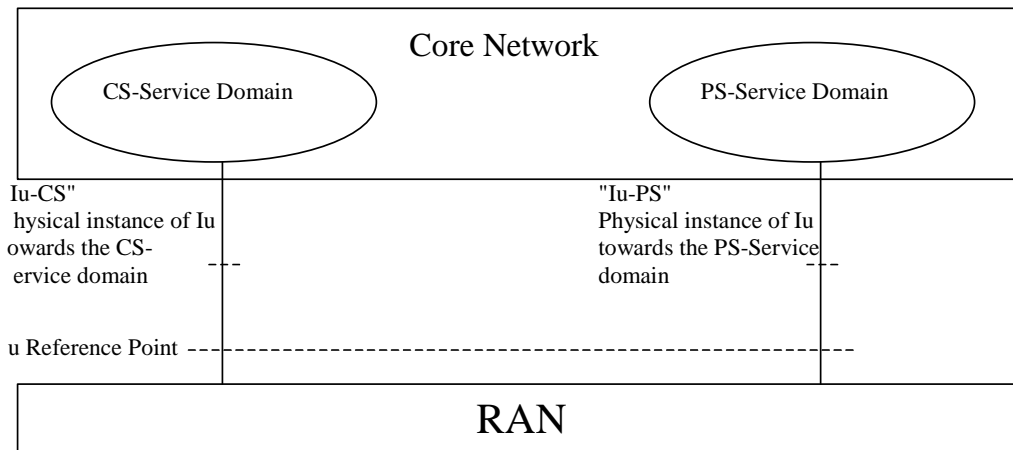 Core Network
CS-Service Domain
PS-Service Domain
Iu-CS"
hysical instance of Iu
owards the CS-
ervice domain
"Iu-PS"
Physical instance of Iu
towards the PS-Service
domain
u Reference Point
RAN